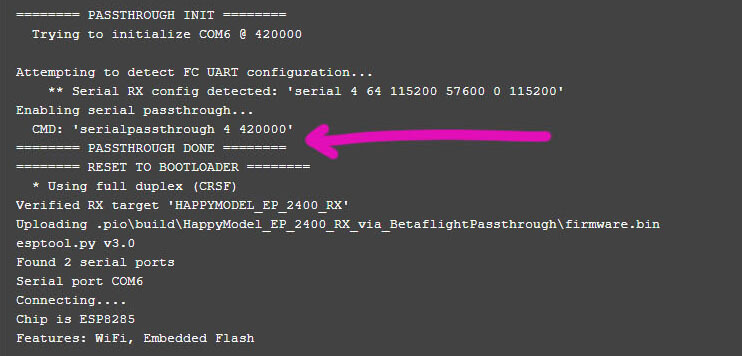 ======== PASSTHROUGH INIT ========
Trying to initialize COM6 @ 420000
Attempting to detect FC UART configuration...
** Serial RX config detected: 'serial 4 64 115200 57600 0 115200'
Enabling serial passthrough...
CMD: 'serialpassthrough 4 420000'
======== PASSTHROUGH DONE ========
======== RESET TO BOOTLOADER ========
* Using full duplex (CRSF)
Verified RX target 'HAPPYMODEL_EP_2400_RX'
Uploading .pio\build\HappyModel_EP_2400_RX_via_BetaflightPassthrough\firmware.bin
esptool.py v3.0
Found 2 serial ports
Serial port COM6
Connecting....
Chip is ESP8285
Features: WiFi, Embedded Flash